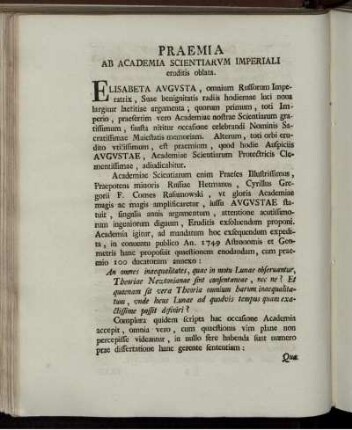 PRAEMIA
AB ACADEMIA SCIENTIARVM IMPERIALI
eruditis oblata.
ELISABETA AVGVSTA, omnium Russorum Impe-
ratrix, Suae benignitatis radiis hodiernae luci noua
largitur laetitiae argumenta; quorum primum, toti Im-
perio, praesertim vero Academiae nostrae Scientiarum gra-
tissimum, fausta nititur occasione celebrandi Nominis Sa-
cratissimae Maiestatis memoriam. Alterum, toti orbi eru-
dito vtilissimum, est praemium, quod hodie Auspiciis
AVGVSTAE, Academiae Scientiarum Protectricis Cle-
mentissimae, adiudicabitur.
Academiae Scientiarum enim Praeses Illustrissimus,
Praepotens minoris Russiae Hetmanus, Cyrillus Gre-
gorii F. Comes Rasumowski, vt gloria Academiae
magis ac magis amplificaretur, iussu AVGVSTAE sta-
tuit, singulis annis argumentum, attentione acutissimo-
rum ingeniorum dignum, Eruditis exsoluendum proponi.
Academia igitur, ad mandatum hoc exsequendum expedi-
ta, in conuentu publico An. 1749 Astronomis et Geo-
metris hanc proposuit quaestionem enodandam, cum prae-
mio 100 ducatorum annexo:
An omnes inaequalitates, quae in motu Lunae obseruantur,
Theoriae Newtonianae sint consentaneae, nec ne? Et
quaenam sit vera Theoria omnium harum inaequalita-
tum, vnde locus Lunae ad quoduis tempus quam exa-
ctissime possit definiri?
Complura quidem scripta hac occasione Academia
accepit, omnia vero, cum quaestionis vim plane non
percepisse videantur, in nullo fere habenda sunt numero
prae dissertatione hanc gerente sententiam:
Quae